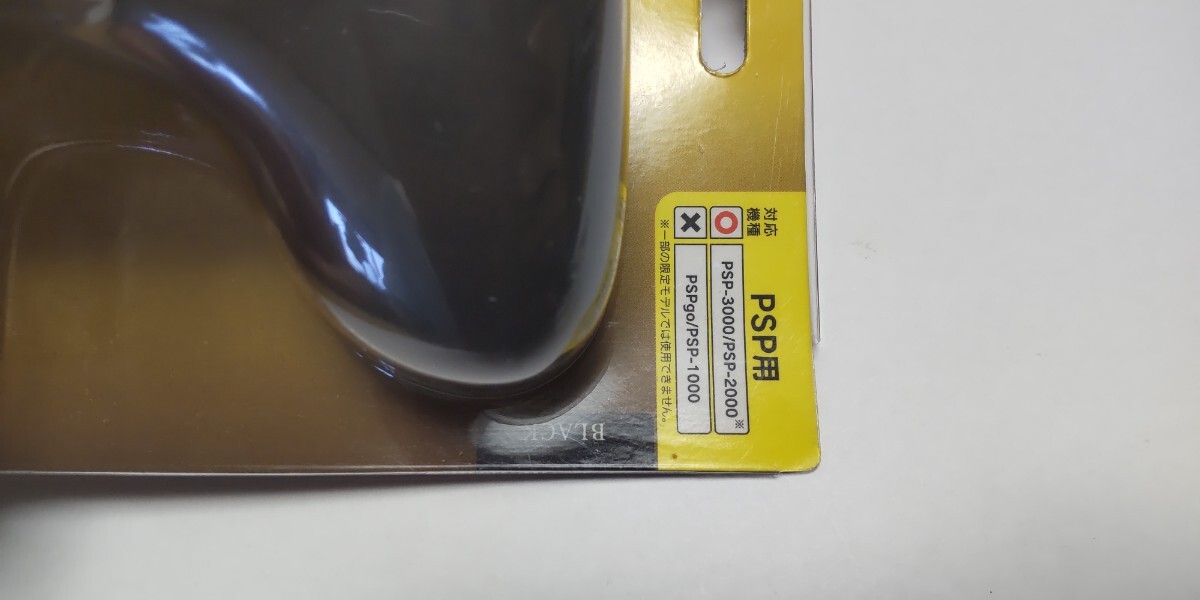 PSP用
対応
機種
○ PSP-3000/PSP-2000※
× PSPgo/PSP-1000
※一部の限定モデルでは使用できません。
BLACK